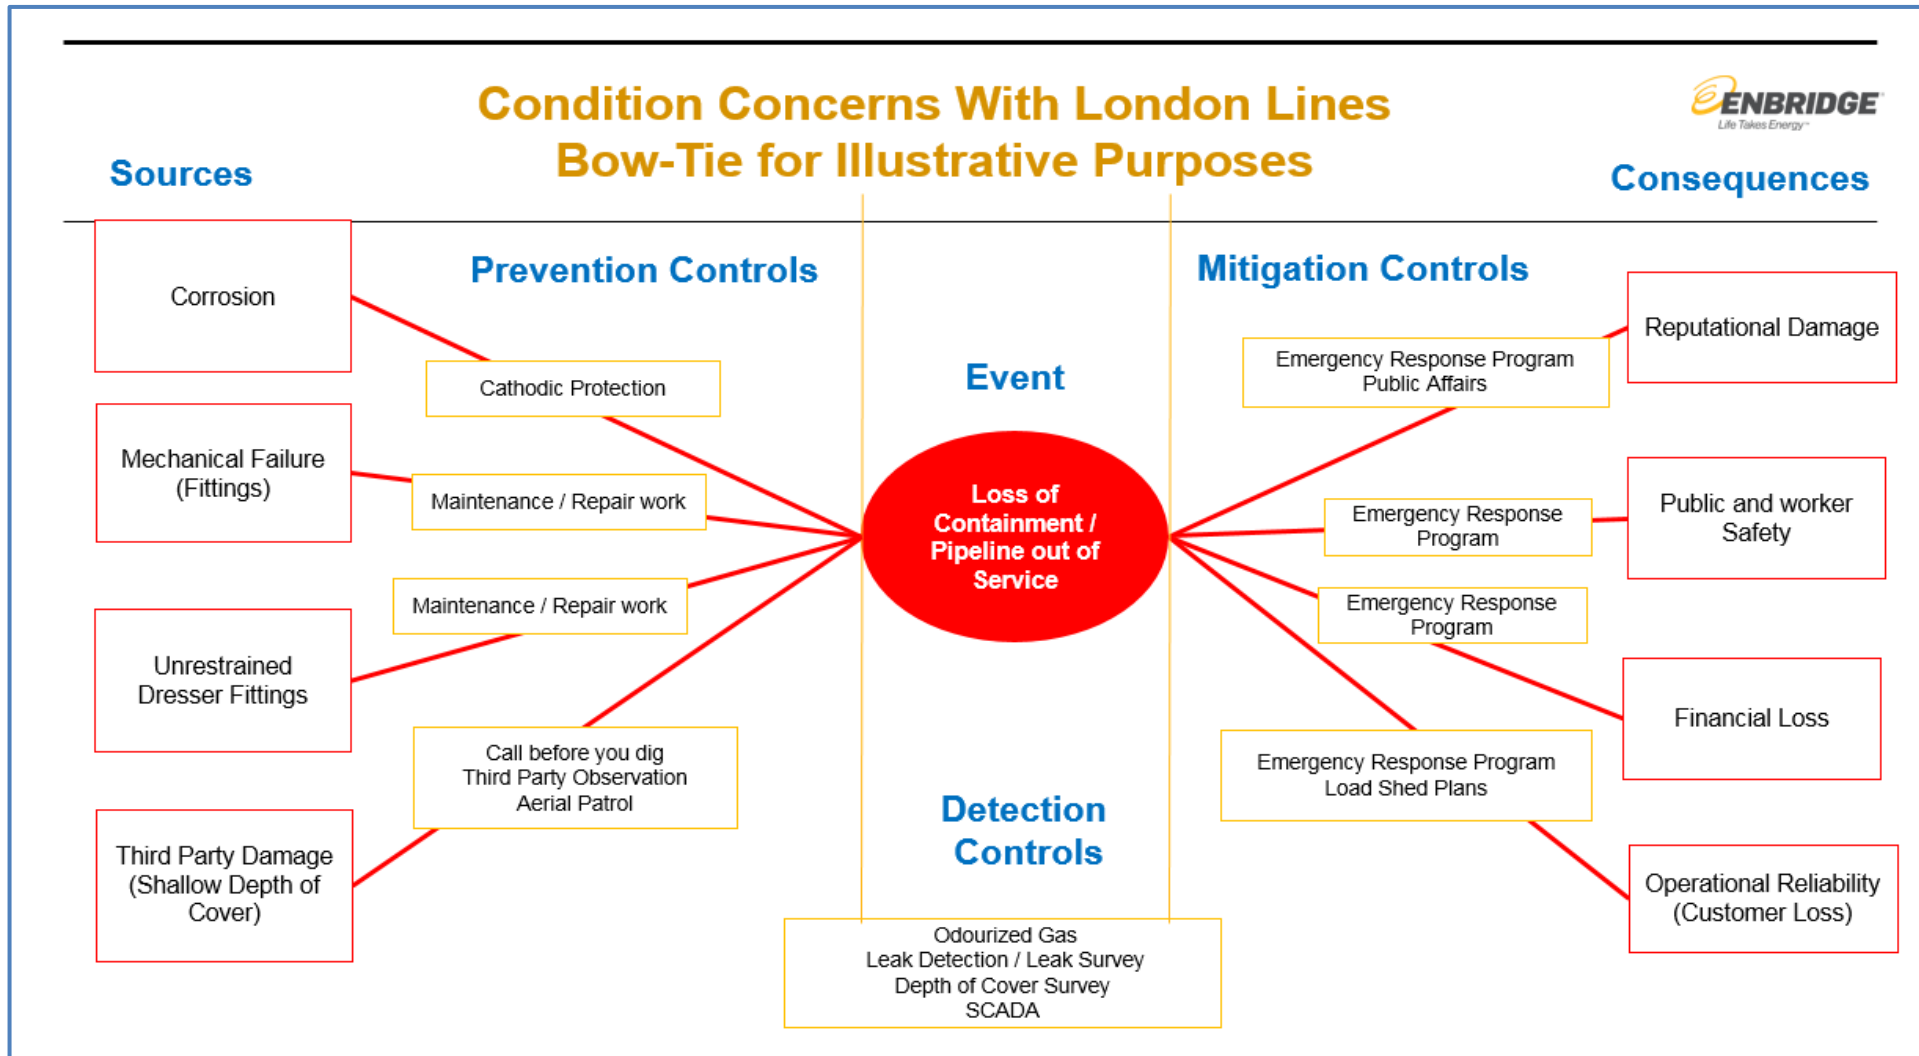 Condition Concerns With London Lines
Bow-Tie for Illustrative Purposes
ENBRIDGE
Life Takes Energy™
Sources
Consequences
Prevention Controls
Mitigation Controls
Corrosion
Cathodic Protection
Mechanical Failure
(Fittings)
Maintenance / Repair work
Maintenance / Repair work
Unrestrained
Dresser Fittings
Call before you dig
Third Party Observation
Aerial Patrol
Third Party Damage
(Shallow Depth of
Cover)
Event
Loss of
Containment /
Pipeline out of
Service
Detection
Controls
Odourized Gas
Leak Detection / Leak Survey
Depth of Cover Survey
SCADA
Emergency Response Program
Public Affairs
Reputational Damage
Emergency Response
Program
Public and worker
Safety
Emergency Response
Program
Financial Loss
Emergency Response Program
Load Shed Plans
Operational Reliability
(Customer Loss)